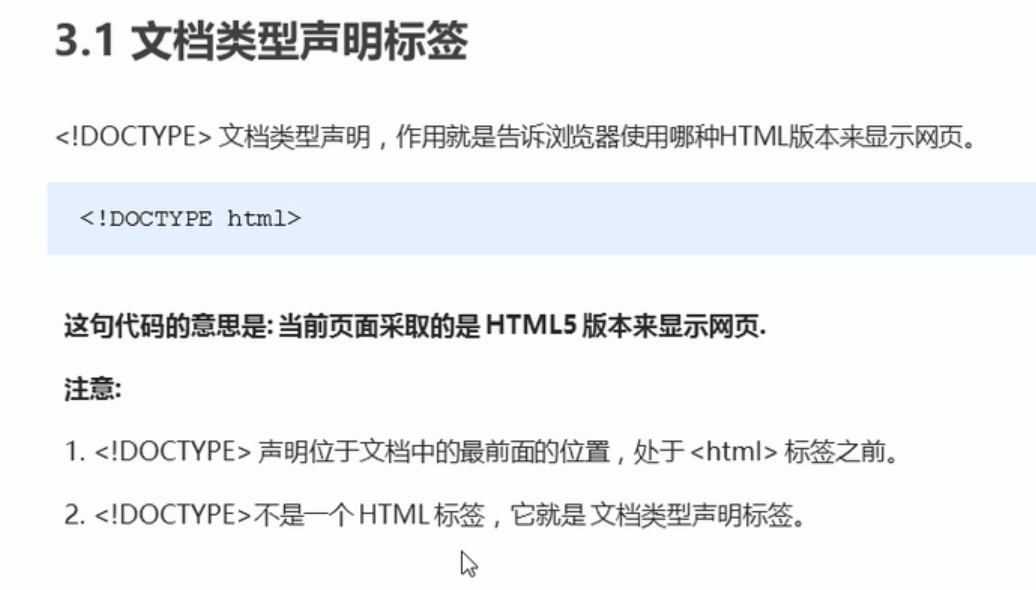 3.1 文档类型声明标签
<!DOCTYPE> 文档类型声明，作用就是告诉浏览器使用哪种HTML版本来显示网页。
<!DOCTYPE html>
这句代码的意思是: 当前页面采取的是 HTML5 版本来显示网页.
注意:
1. <!DOCTYPE> 声明位于文档中的最前面的位置，处于 <html> 标签之前。
2. <!DOCTYPE>不是一个 HTML 标签，它就是 文档类型声明标签。